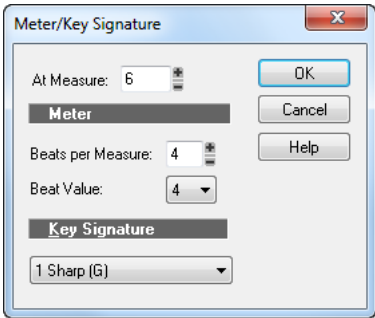 Meter/Key Signature
x
At Measure: 6
OK
Meter
Cancel
Beats per Measure: 4
Help
Beat Value: 4
Key Signature
1 Sharp (G)